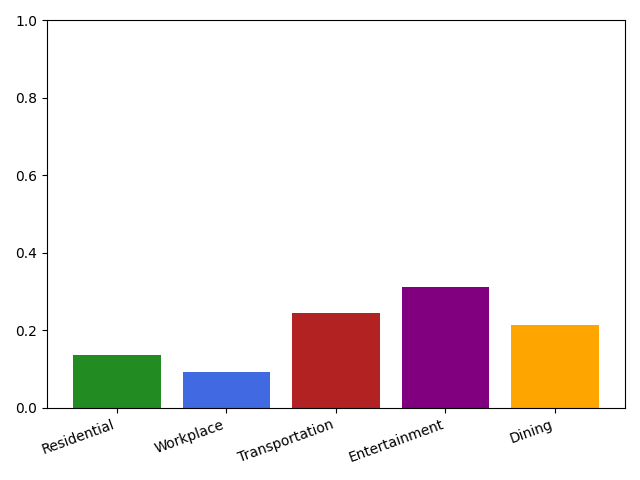 1.0
0.8
0.6
0.4
0.2
0.0
Residential
Workplace
Transportation
Entertainment
Dining